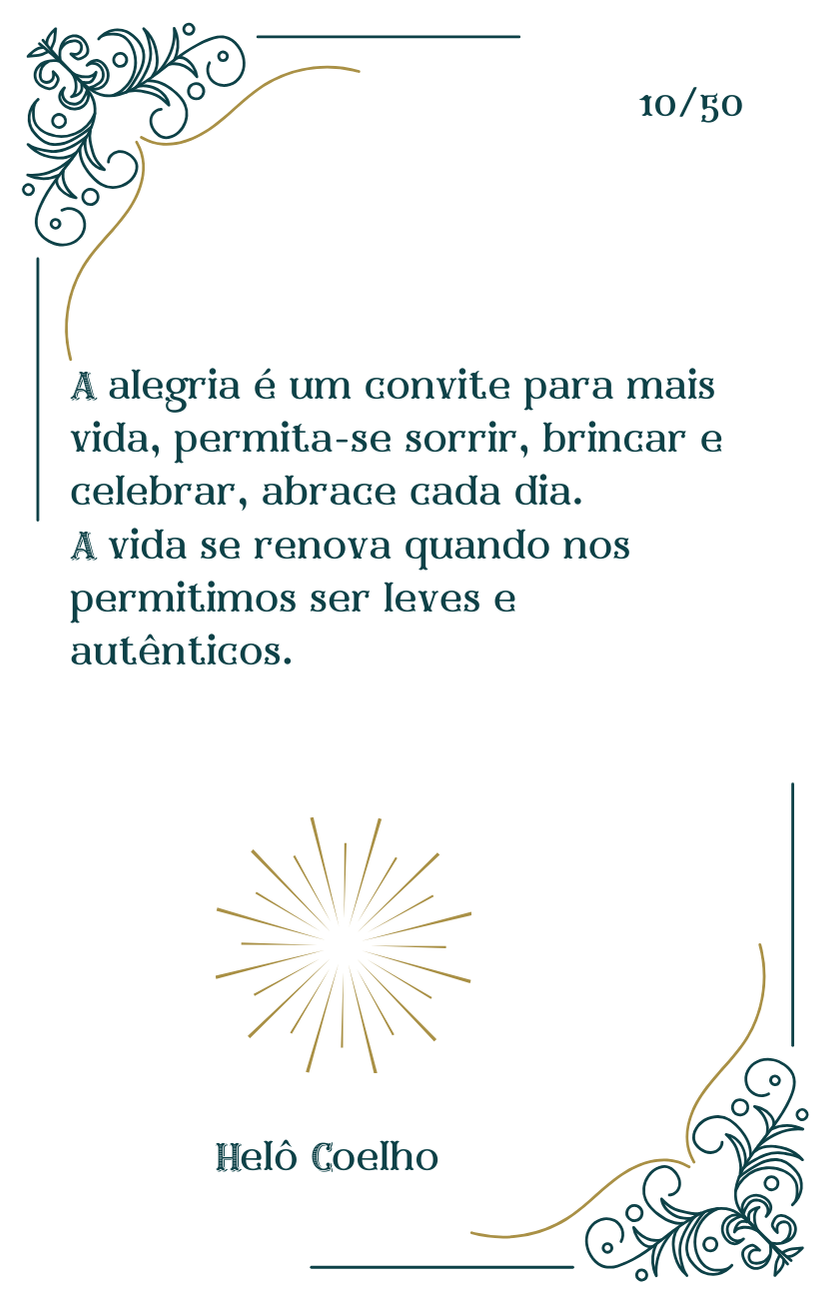 10/50
A alegria é um convite para mais
vida, permita-se sorrir, brincar e
celebrar, abrace cada dia.
A vida se renova quando nos
permitimos ser leves e
autênticos.
Helô Coelho